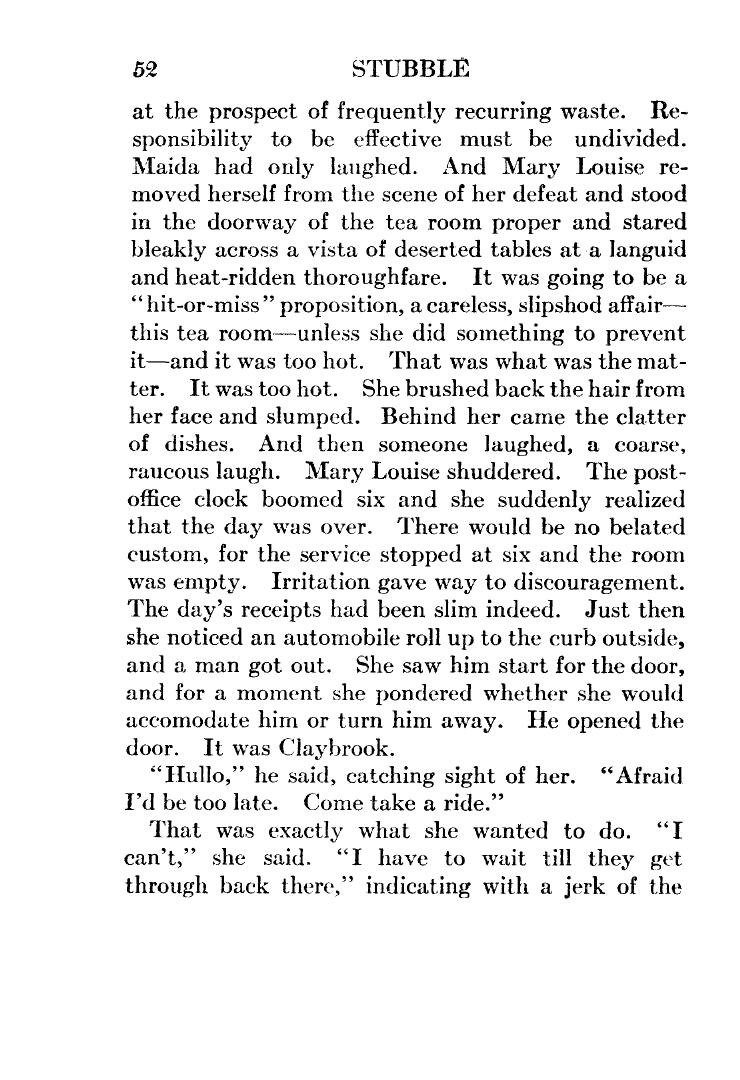 52 STUBBLE
at the prospect of frequently recurring waste. Re-
sponsibility to be effective must be undivided.
Maida had only laughed. And Mary Louise re-
moved herself from the scene of her defeat and stood
in the doorway of the tea room proper and stared
bleakly across a vista of deserted tables at a languid
and heat-ridden thoroughfare. It was going to be a
“hit-or-miss” proposition, a careless, slipshod affair—
this tea room—unless she did something to prevent
it—and it was too hot. That was what was the mat-
ter. It was too hot. She brushed back the hair from
her face and slumped. Behind her came the clatter
of dishes. And then someone laughed, a coarse,
raucous laugh. Mary Louise shuddered. The post-
office clock boomed six and she suddenly realized
that the day was over. There would be no belated
custom, for the service stopped at six and the room
was empty. Irritation gave way to discouragement.
The day’s receipts had been slim indeed. Just then
she noticed an automobile roll up to the curb outside,
and a man got out. She saw him start for the door,
and for a moment she pondered whether she would
accomodate him or turn him away. He opened the
door. It was Claybrook.
“Hullo,” he said, catching sight of her. “Afraid
I’d be too late. Come take a ride.”
That was exactly what she wanted to do. “I
can’t,” she said. “I have to wait till they get
through back there,” indicating with a jerk of the